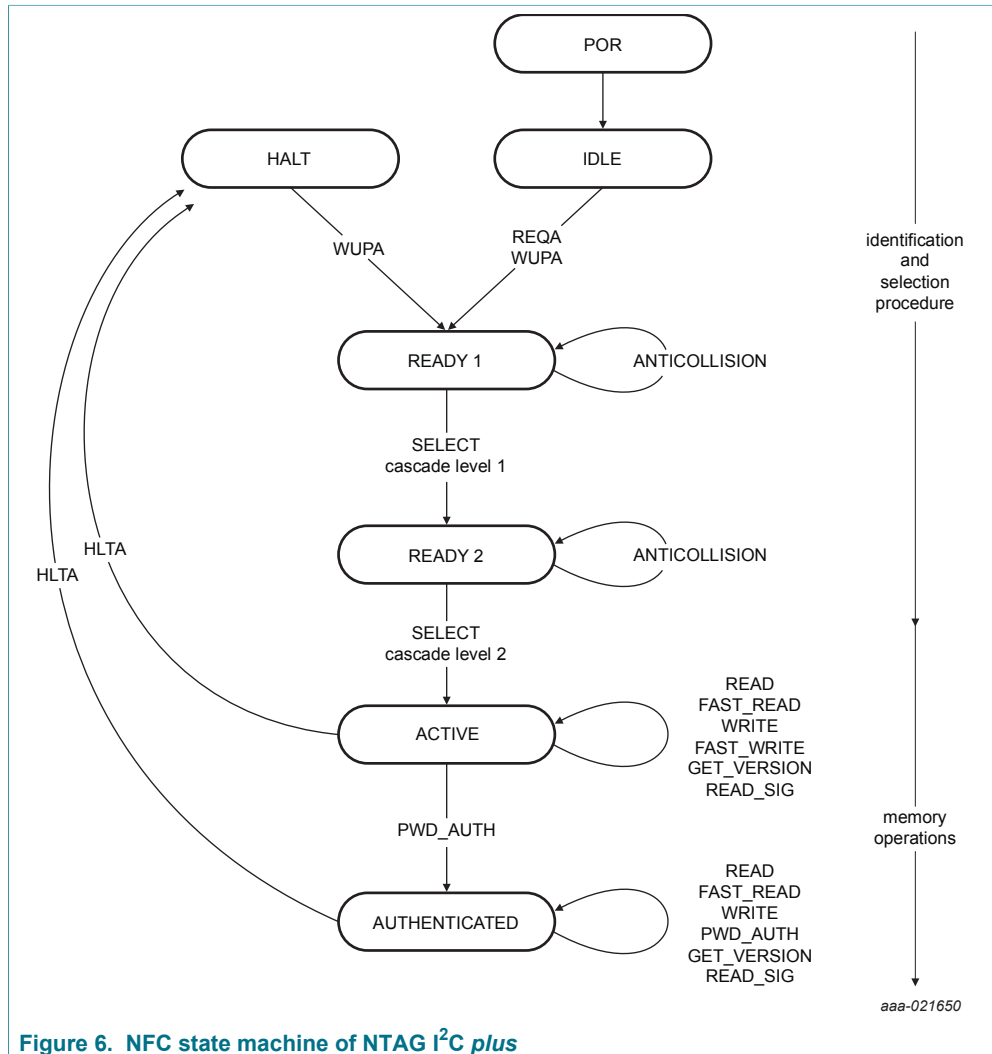 POR
HALT
IDLE
WUPA
REQA
WUPA
identification
and
selection
procedure
READY 1
ANTICOLLISION
SELECT
cascade level 1
READY 2
ANTICOLLISION
HLTA
HLTA
SELECT
cascade level 2
READ
FAST_READ
WRITE
FAST_WRITE
GET_VERSION
READ_SIG
ACTIVE
PWD_AUTH
memory
operations
READ
FAST_READ
WRITE
PWD_AUTH
GET_VERSION
READ_SIG
AUTHENTICATED
aaa-021650
Figure 6. NFC state machine of NTAG I²C plus